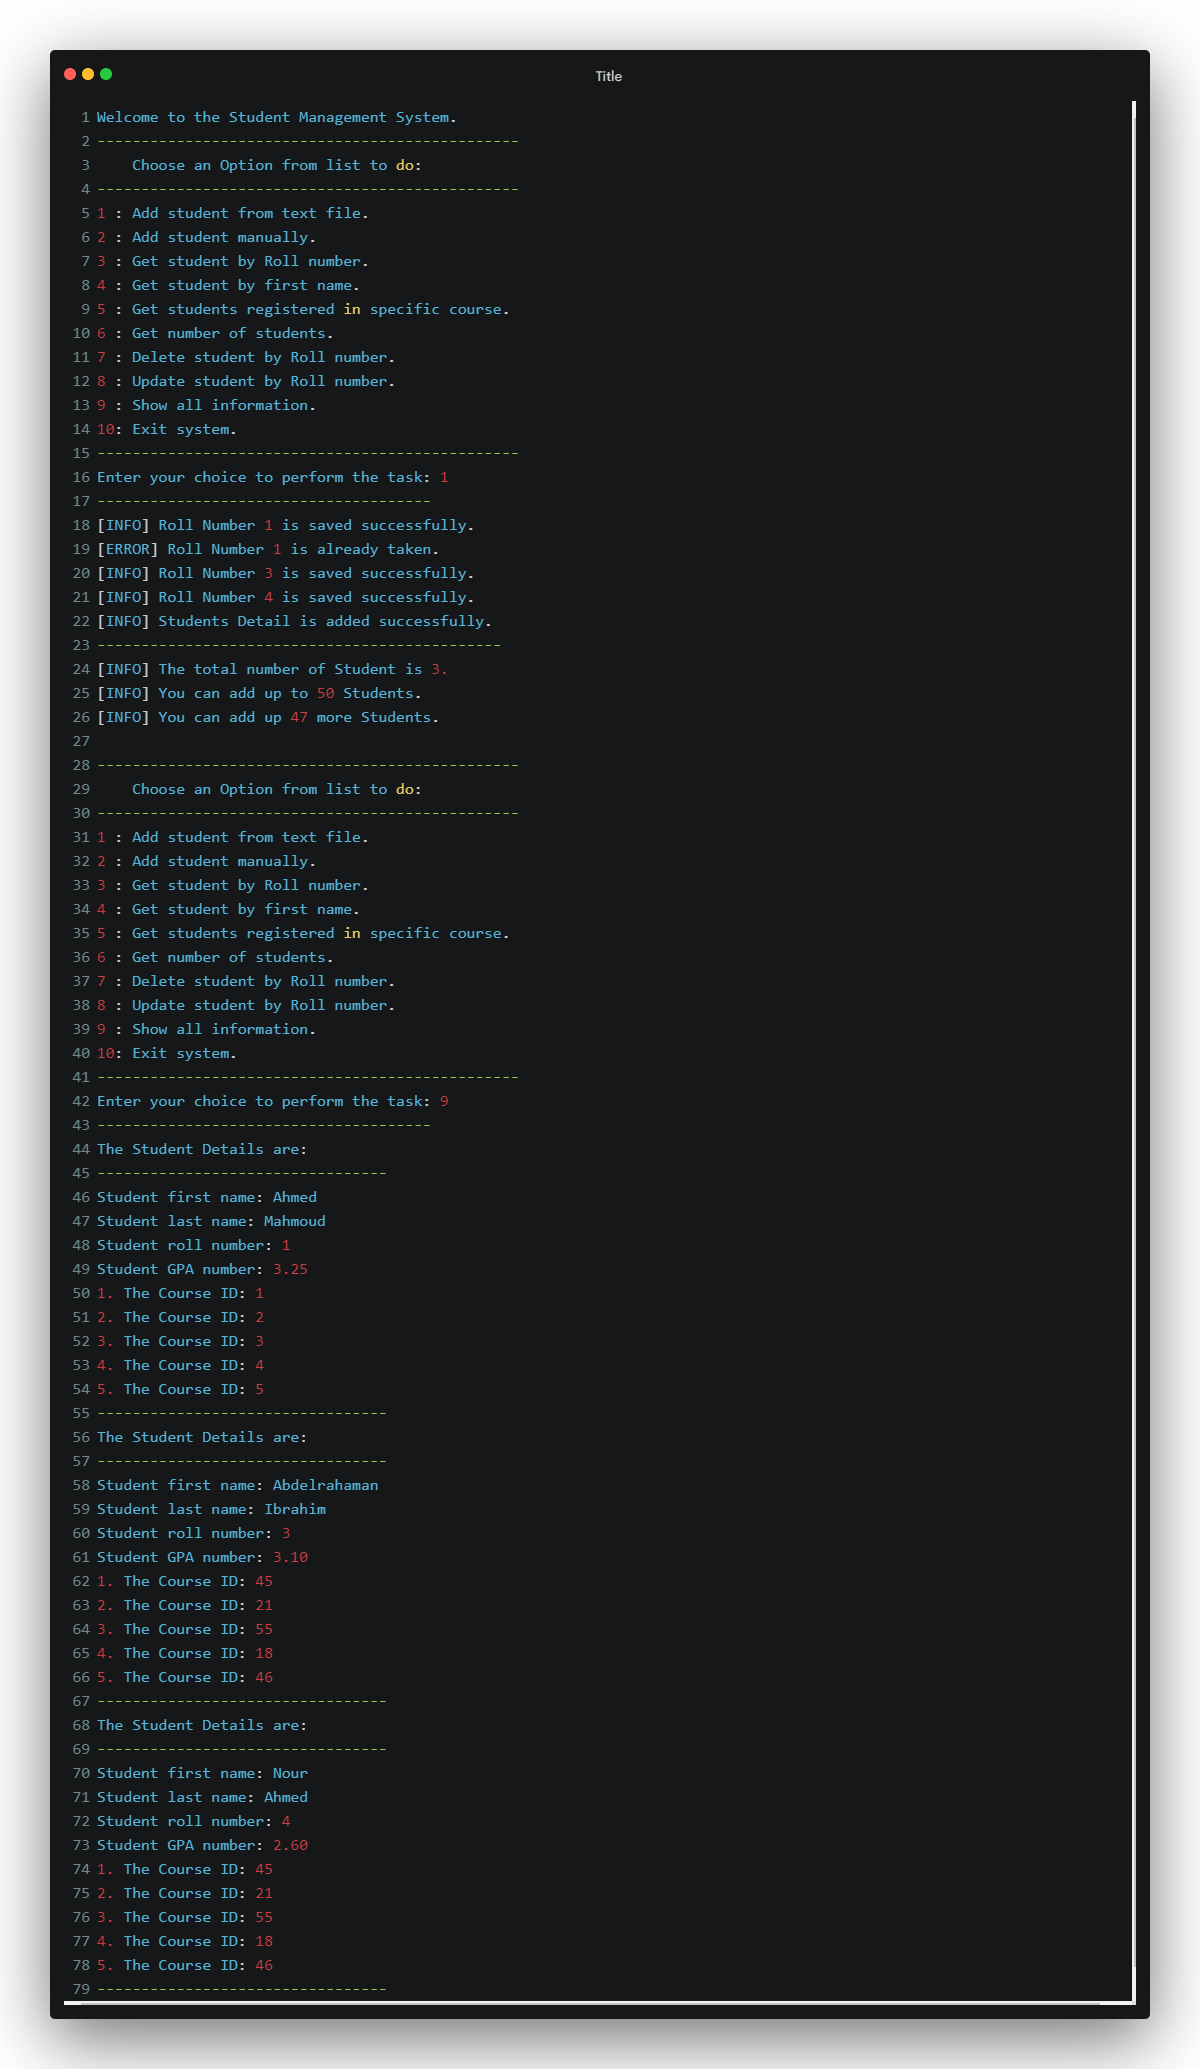 Title
1 Welcome to the Student Management System.
2 ------------------------------------------------
3     Choose an Option from list to do:
4 ------------------------------------------------
5 1 : Add student from text file.
6 2 : Add student manually.
7 3 : Get student by Roll number.
8 4 : Get student by first name.
9 5 : Get students registered in specific course.
10 6 : Get number of students.
11 7 : Delete student by Roll number.
12 8 : Update student by Roll number.
13 9 : Show all information.
14 10: Exit system.
15 ------------------------------------------------
16 Enter your choice to perform the task: 1
17 --------------------------------------
18 [INFO] Roll Number 1 is saved successfully.
19 [ERROR] Roll Number 1 is already taken.
20 [INFO] Roll Number 3 is saved successfully.
21 [INFO] Roll Number 4 is saved successfully.
22 [INFO] Students Detail is added successfully.
23 ----------------------------------------------
24 [INFO] The total number of Student is 3.
25 [INFO] You can add up to 50 Students.
26 [INFO] You can add up 47 more Students.
27
28 ------------------------------------------------
29     Choose an Option from list to do:
30 ------------------------------------------------
31 1 : Add student from text file.
32 2 : Add student manually.
33 3 : Get student by Roll number.
34 4 : Get student by first name.
35 5 : Get students registered in specific course.
36 6 : Get number of students.
37 7 : Delete student by Roll number.
38 8 : Update student by Roll number.
39 9 : Show all information.
40 10: Exit system.
41 ------------------------------------------------
42 Enter your choice to perform the task: 9
43 --------------------------------------
44 The Student Details are:
45 ---------------------------------
46 Student first name: Ahmed
47 Student last name: Mahmoud
48 Student roll number: 1
49 Student GPA number: 3.25
50 1. The Course ID: 1
51 2. The Course ID: 2
52 3. The Course ID: 3
53 4. The Course ID: 4
54 5. The Course ID: 5
55 ---------------------------------
56 The Student Details are:
57 ---------------------------------
58 Student first name: Abdelrahaman
59 Student last name: Ibrahim
60 Student roll number: 3
61 Student GPA number: 3.10
62 1. The Course ID: 45
63 2. The Course ID: 21
64 3. The Course ID: 55
65 4. The Course ID: 18
66 5. The Course ID: 46
67 ---------------------------------
68 The Student Details are:
69 ---------------------------------
70 Student first name: Nour
71 Student last name: Ahmed
72 Student roll number: 4
73 Student GPA number: 2.60
74 1. The Course ID: 45
75 2. The Course ID: 21
76 3. The Course ID: 55
77 4. The Course ID: 18
78 5. The Course ID: 46
79 ---------------------------------